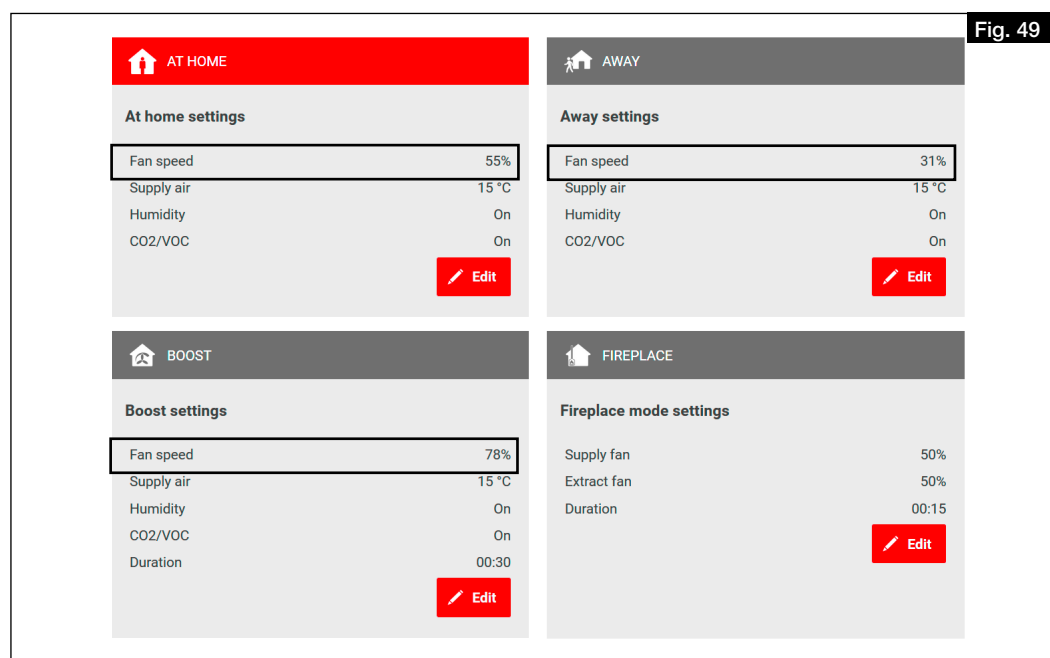 Fig. 49
AT HOME
At home settings
Fan speed 55%
Supply air 15 °C
Humidity On
CO2/VOC On
Edit
AWAY
Away settings
Fan speed 31%
Supply air 15 °C
Humidity On
CO2/VOC On
Edit
BOOST
Boost settings
Fan speed 78%
Supply air 15 °C
Humidity On
CO2/VOC On
Duration 00:30
Edit
FIREPLACE
Fireplace mode settings
Supply fan 50%
Extract fan 50%
Duration 00:15
Edit